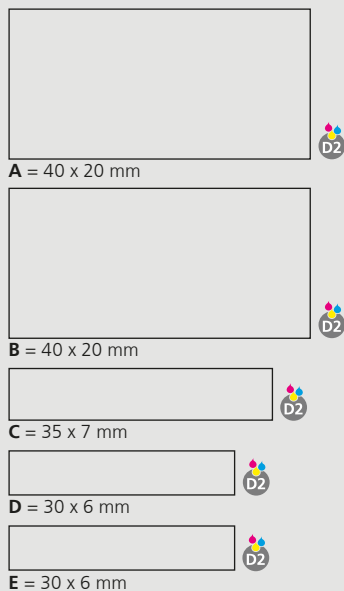 D2
A = 40 x 20 mm
D2
B = 40 x 20 mm
D2
C = 35 x 7 mm
D2
D = 30 x 6 mm
D2
E = 30 x 6 mm